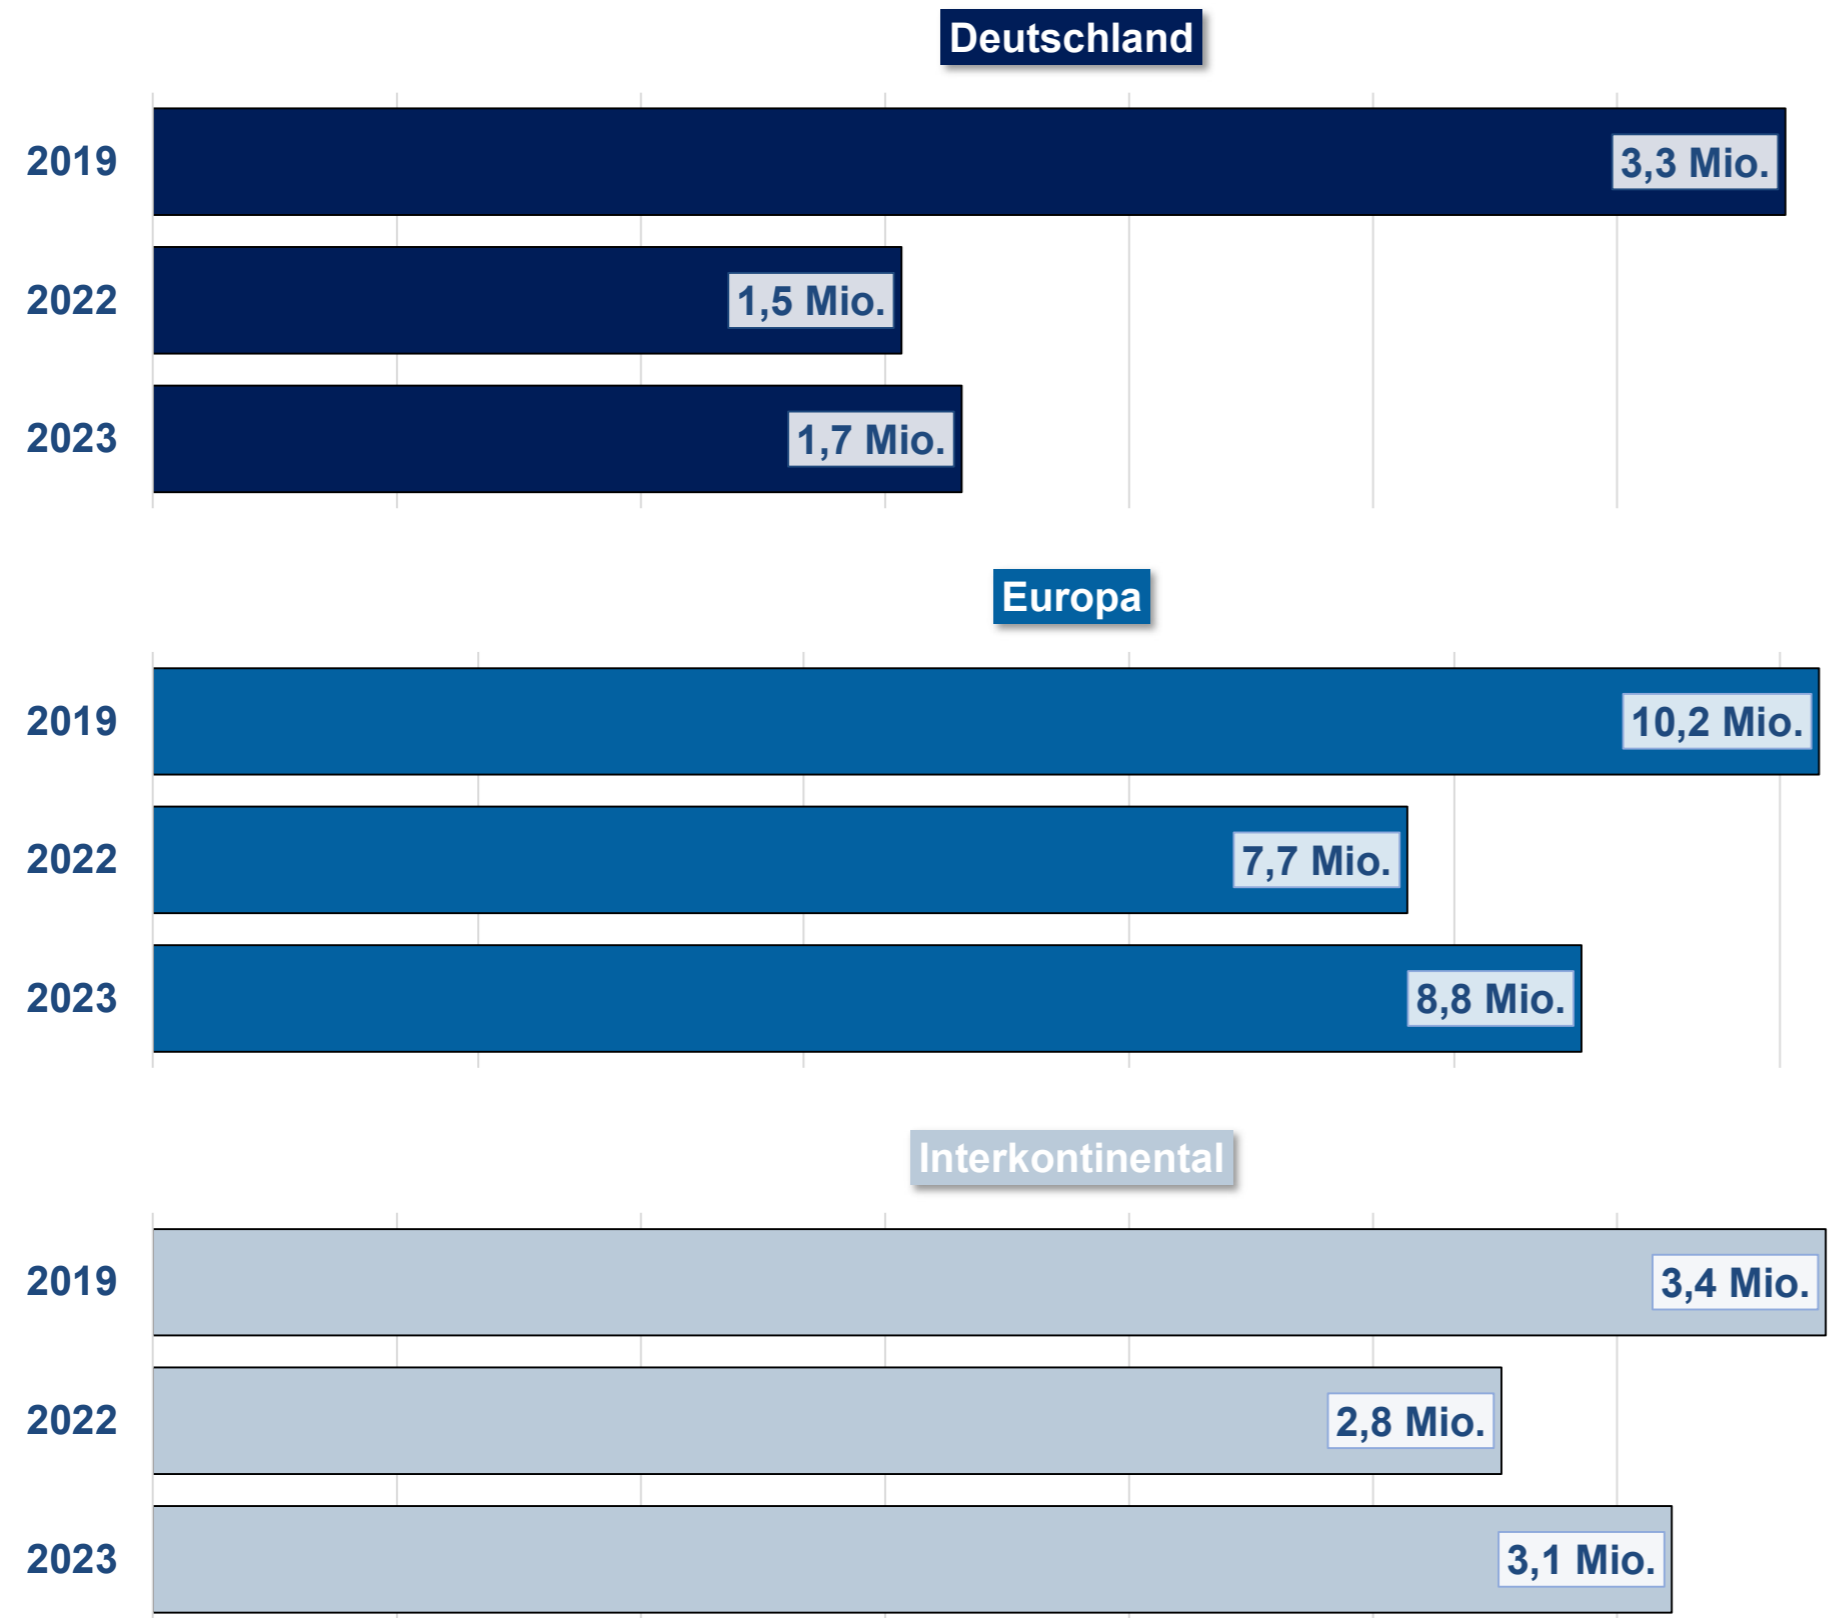 Deutschland
2019
3,3 Mio.
2022
1,5 Mio.
2023
1,7 Mio.
Europa
2019
10,2 Mio.
2022
7,7 Mio.
2023
8,8 Mio.
Interkontinental
2019
3,4 Mio.
2022
2,8 Mio.
2023
3,1 Mio.